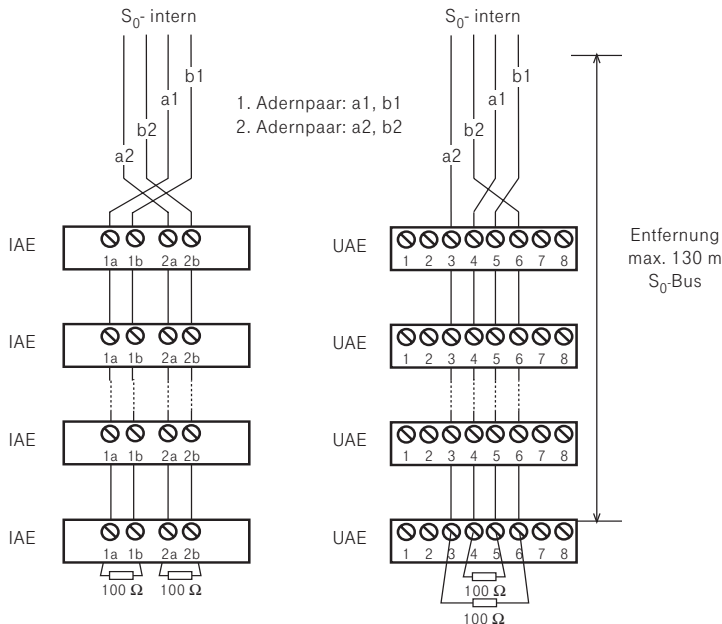 S0- intern
a2
b2
a1
b1
1. Adernpaar: a1, b1
2. Adernpaar: a2, b2
IAE
1a 1b 2a 2b
IAE
1a 1b 2a 2b
IAE
1a 1b 2a 2b
IAE
1a 1b 2a 2b
100 Ω 100 Ω
S0- intern
a2
b2
a1
b1
UAE
1 2 3 4 5 6 7 8
UAE
1 2 3 4 5 6 7 8
UAE
1 2 3 4 5 6 7 8
UAE
1 2 3 4 5 6 7 8
100 Ω
100 Ω
Entfernung
max. 130 m
S0-Bus